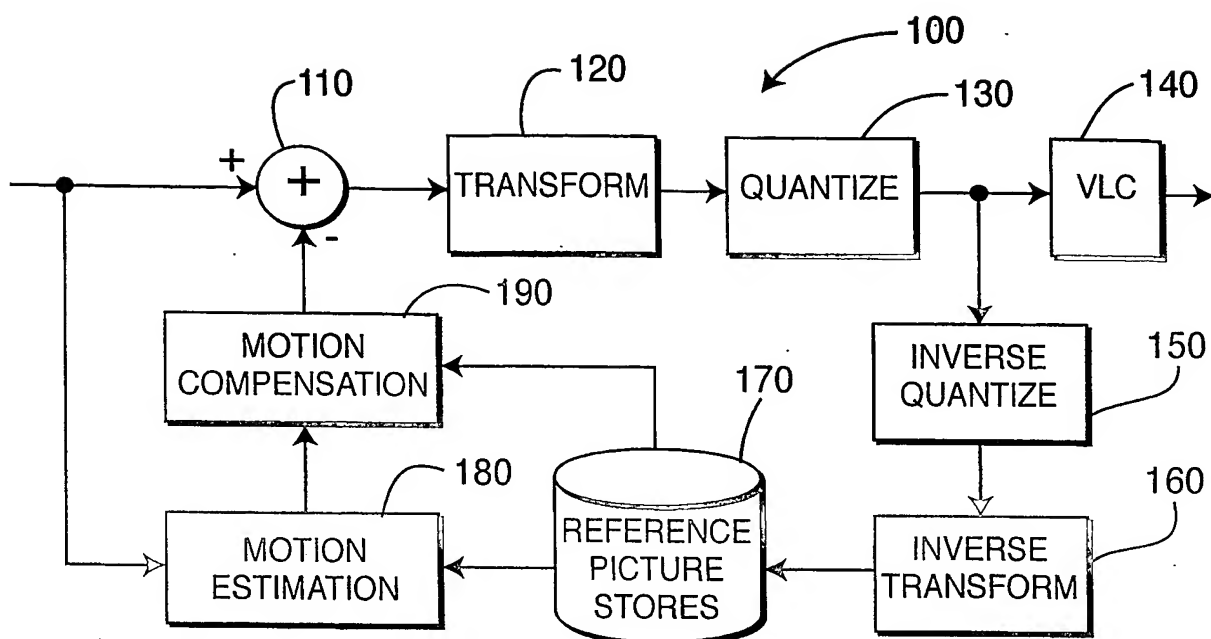 100
110
120
130
140
+
+
-
TRANSFORM
QUANTIZE
VLC
190
MOTION
COMPENSATION
170
INVERSE
QUANTIZE
150
180
MOTION
ESTIMATION
REFERENCE
PICTURE
STORES
160
INVERSE
TRANSFORM